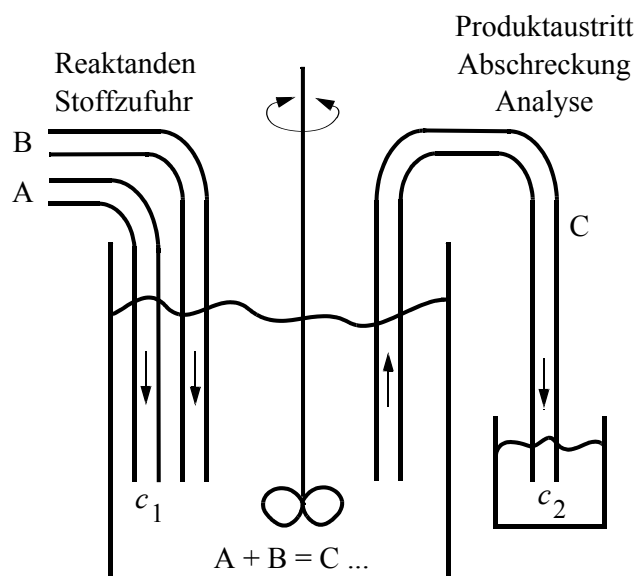 Reaktanden
Stoffzufuhr
Produktaustritt
Abschreckung
Analyse
B
A
C
c1
c2
A + B = C ...